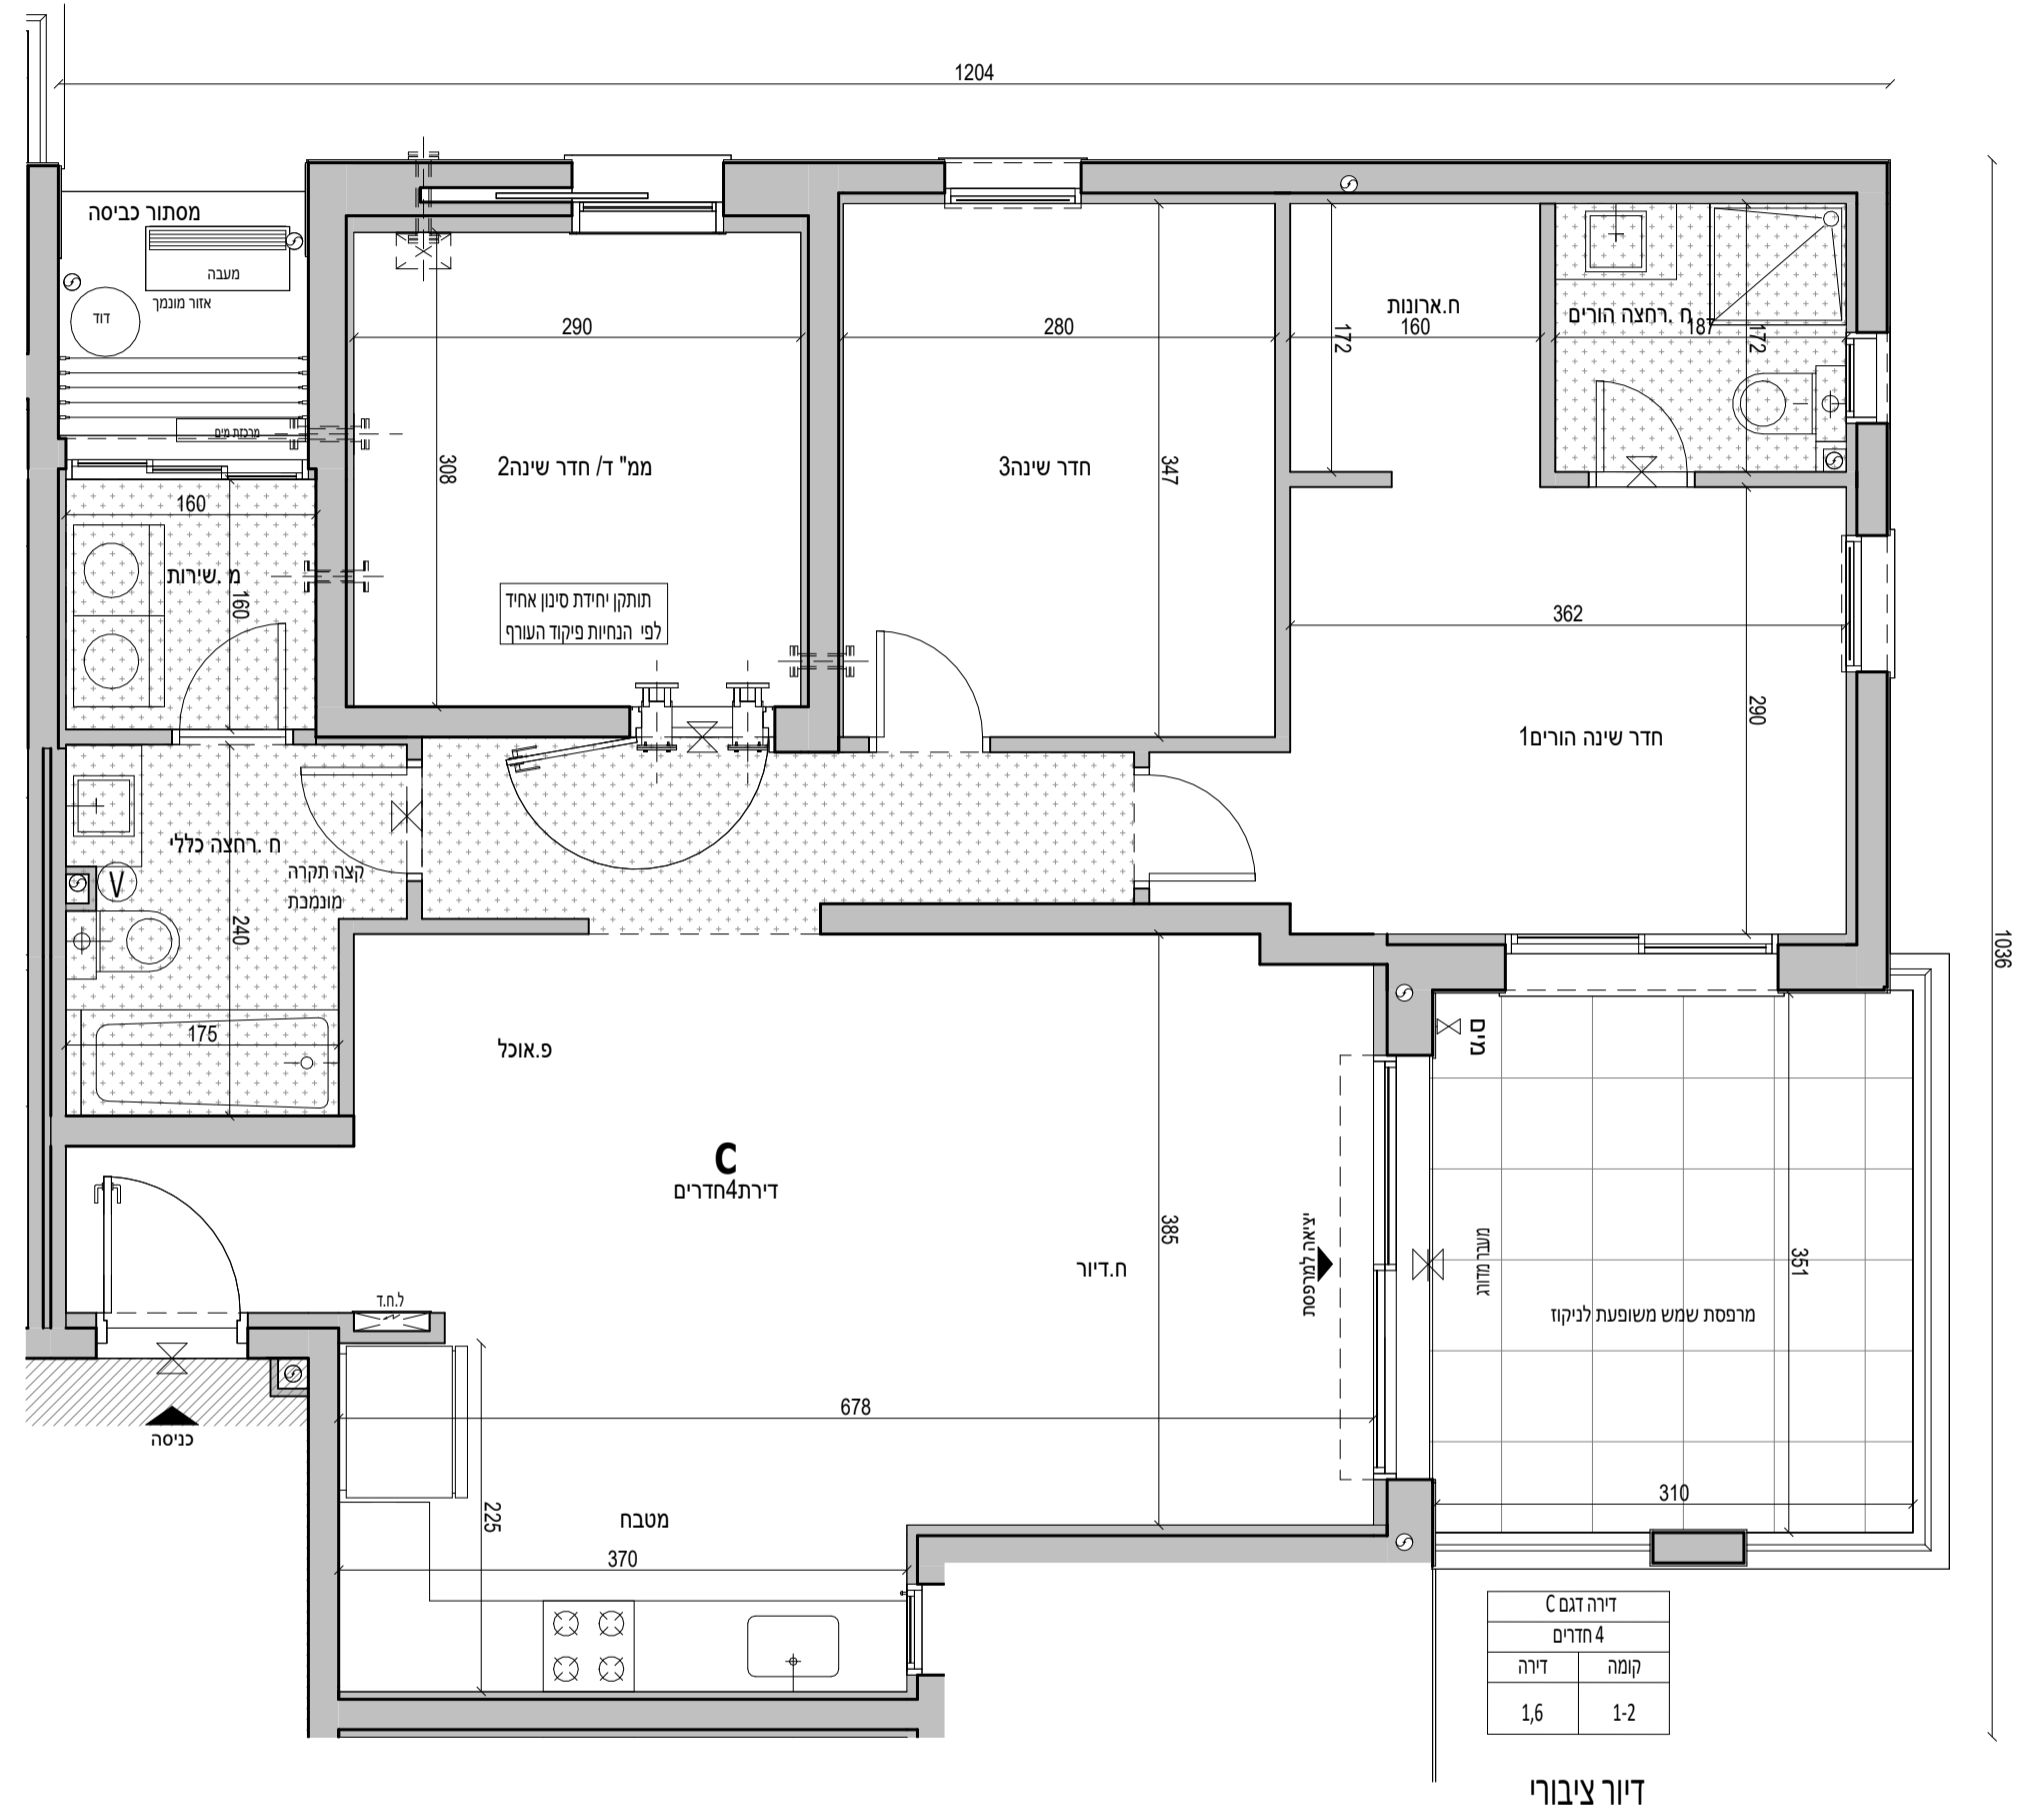 1204
מסתור כביסה
מעבה
אזור מונמך
דוד
מרכזת מים
290
280
160
187
172
172
ח.ארונות
ח .רחצה הורים
308
347
ממ" ד/ חדר שינה2
חדר שינה3
160
מ .שירות
160
תותקן יחידת סינון אחיד
לפי הנחיות פיקוד העורף
362
290
חדר שינה הורים1
ח .רחצה כללי
קצה תקרה
מונמכת
V
240
175
1036
פ.אוכל
מים
C
דירת4חדרים
385
ח.דיור
יציאה למרפסת
מעבר מדורג
351
מרפסת שמש משופעת לניקוז
ל.ח.ד
כניסה
678
310
225
מטבח
370
דירה דגם C
4 חדרים
קומה דירה
1-2 1,6
דיור ציבורי